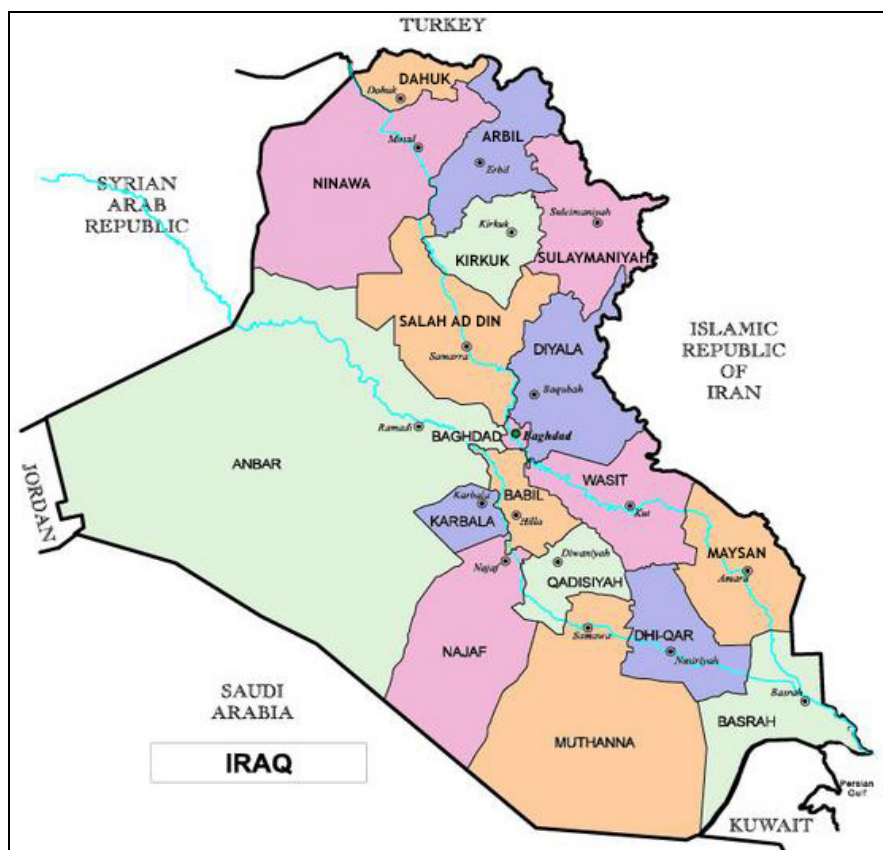 TURKEY
DAHUK
Dohuk
ARBIL
Mosul
Erbil
NINAWA
SYRIAN
ARAB
REPUBLIC
Suleimaniyah
Kirkuk
KIRKUK
SULAYMANIYAH
SALAH AD DIN
Samarra
DIYALA
ISLAMIC
REPUBLIC
OF
IRAN
Baqubah
Ramadi
BAGHDAD
Baghdad
ANBAR
WASIT
JORDAN
Karbala
BABIL
KARBALA
Hilla
Kut
MAYSAN
Amara
Najaf
Diwaniyah
QADISIYAH
NAJAF
Samawa
DHI-QAR
Nasiriyah
SAUDI
ARABIA
Basrah
BASRAH
MUTHANNA
IRAQ
Persian
Gulf
KUWAIT